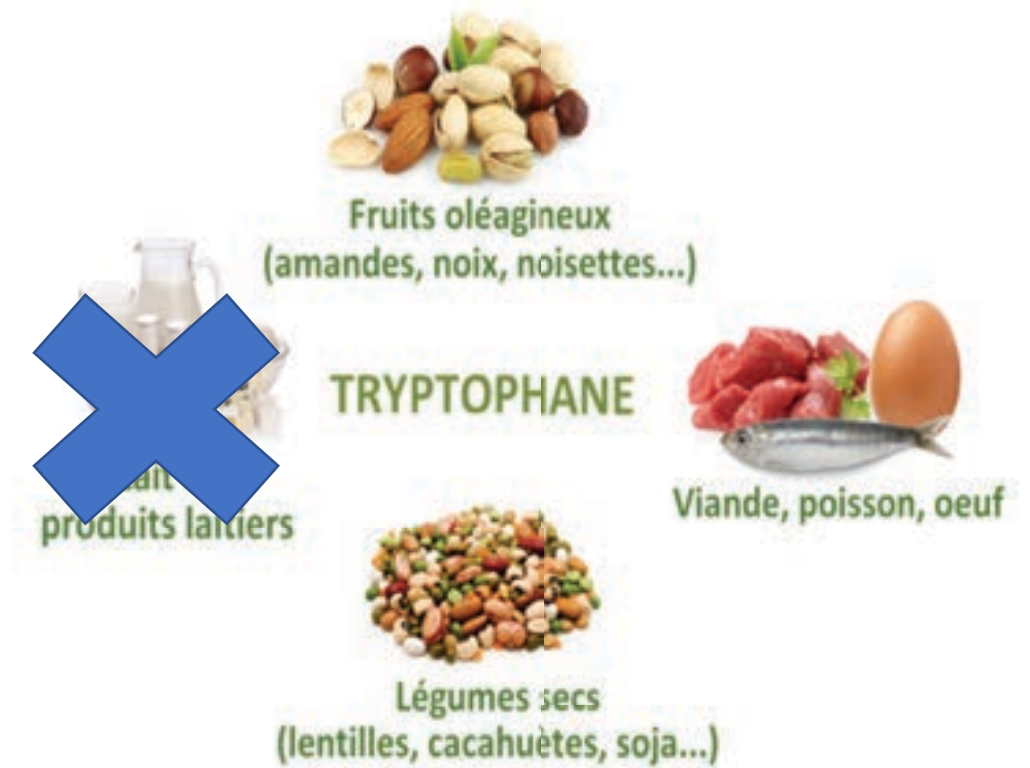 Fruits oléagineux
(amandes, noix, noisettes...)
TRYPTOPHANE
produits laitiers
Viande, poisson, oeuf
Légumes secs
(lentilles, cacahuètes, soja...)